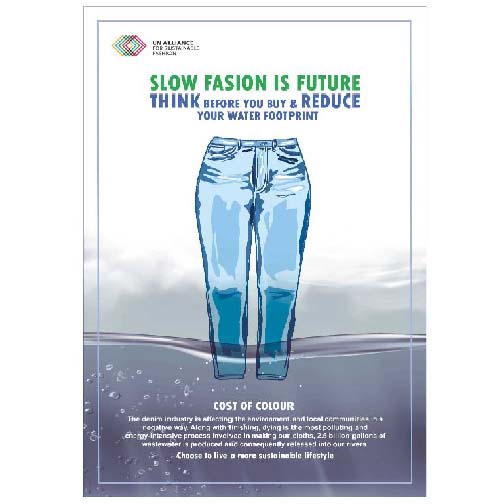 UN ALLIANCE
FOR SUSTAINABLE
FASHION
SLOW FASION IS FUTURE
THINK BEFORE YOU BUY & REDUCE
YOUR WATER FOOTPRINT
COST OF COLOUR
The denim industry is affecting the environment and local communities in a
negative way. Along with finishing, dying is the most polluting and
energy-intensive process involved in making our cloths, 2.5 billion gallons of
wastewater is produced and consequently released into our rivers
Choose to live a more sustainable lifestyle